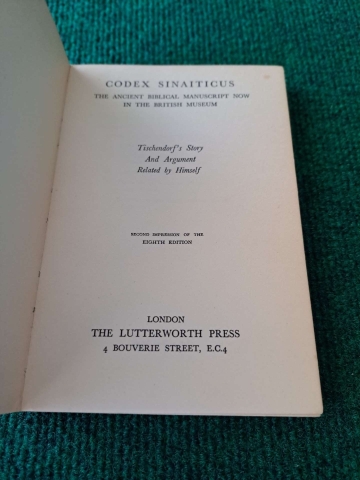 CODEX SINAITICUS
THE ANCIENT BIBLICAL MANUSCRIPT NOW
IN THE BRITISH MUSEUM
Tischendorf's Story
And Argument
Related by Himself
SECOND IMPRESSION OF THE
EIGHTH EDITION
LONDON
THE LUTTERWORTH PRESS
4 BOUVERIE STREET, E.C.4